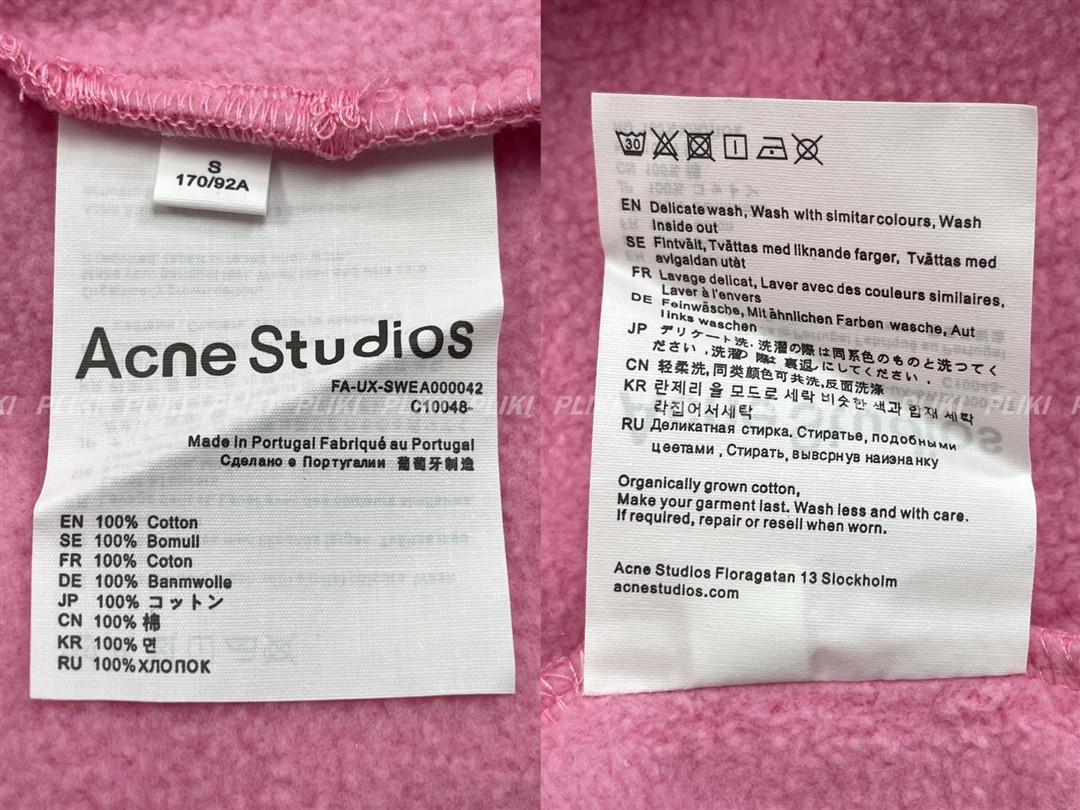 S
170/92A
Acne Studios
FA-UX-SWEA000042
C10048-
Made in Portugal Fabriqué au Portugal
Сделано е Португалии 葡萄牙制造
EN 100% Cotton
SE 100% Bomull
FR 100% Coton
DE 100% Banmwolle
JP 100% コットン
CN 100% 棉
KR 100% 면
RU 100% ХЛОПОК
PLIKI PLIKI PLIKI PLIKI
30
EN Delicate wash, Wash with simitar colours, Wash
Inside out
SE Fintvält, Tvättas med liknande farger, Tvättas med
avigaldan utàt
FR Lavage delicat, Laver avec des couleurs similaires,
Laver à l'envers
DE Feinwäsche, Mit ähnlichen Farben wasche, Aut
links waschen
JP デリケート洗, 洗濯の際は同系色のものと洗つてく
ださい, 洗濯の際は裏返にしてください.
CN 轻柔洗, 同类颜色可共洗, 反面洗涤
KR 란제리 을 모드로 세탁 비슷한 색과 함께 세탁
락집어서세탁
RU Деликатная стирка. Стиратье, подобными
цветами, Стирать, вывсрнув наизнанку
Organically grown cotton,
Make your garment last. Wash less and with care.
If required, repair or resell when worn.
Acne Studios Floragatan 13 Slockholm
acnestudios.com